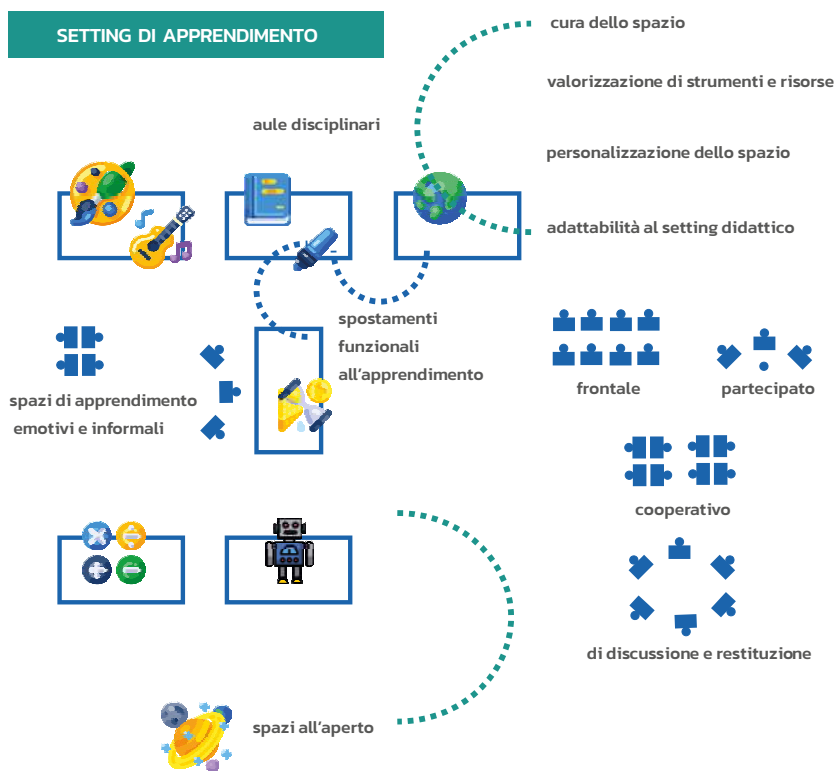 SETTING DI APPRENDIMENTO
cura dello spazio
valorizzazione di strumenti e risorse
aule disciplinari
personalizzazione dello spazio
adattabilità al setting didattico
spostamenti
funzionali
all'apprendimento
spazi di apprendimento
emotivi e informali
frontale
partecipato
cooperativo
di discussione e restituzione
spazi all'aperto